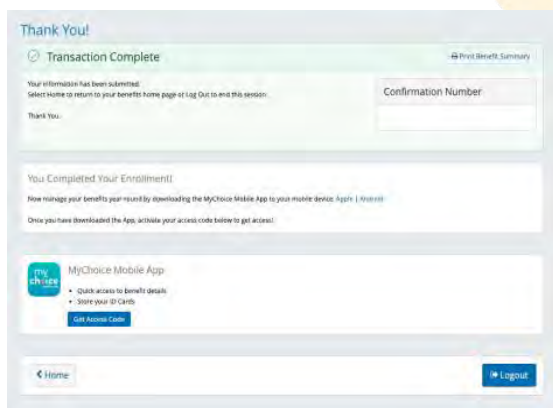 Thank You!
Transaction Complete
Print Benefit Summary
Your information has been submitted.
Select Home to return to your benefits home page or Log Out to end this session.
Thank You.
Confirmation Number
You Completed Your Enrollment!
Now manage your benefits year-round by downloading the MyChoice Mobile App to your mobile device. Apple | Android
Once you have downloaded the App, activate your access code below to get access!
my
choice
MyChoice Mobile App
• Quick access to benefit details
• Store your ID Cards
Get Access Code
Home
Logout